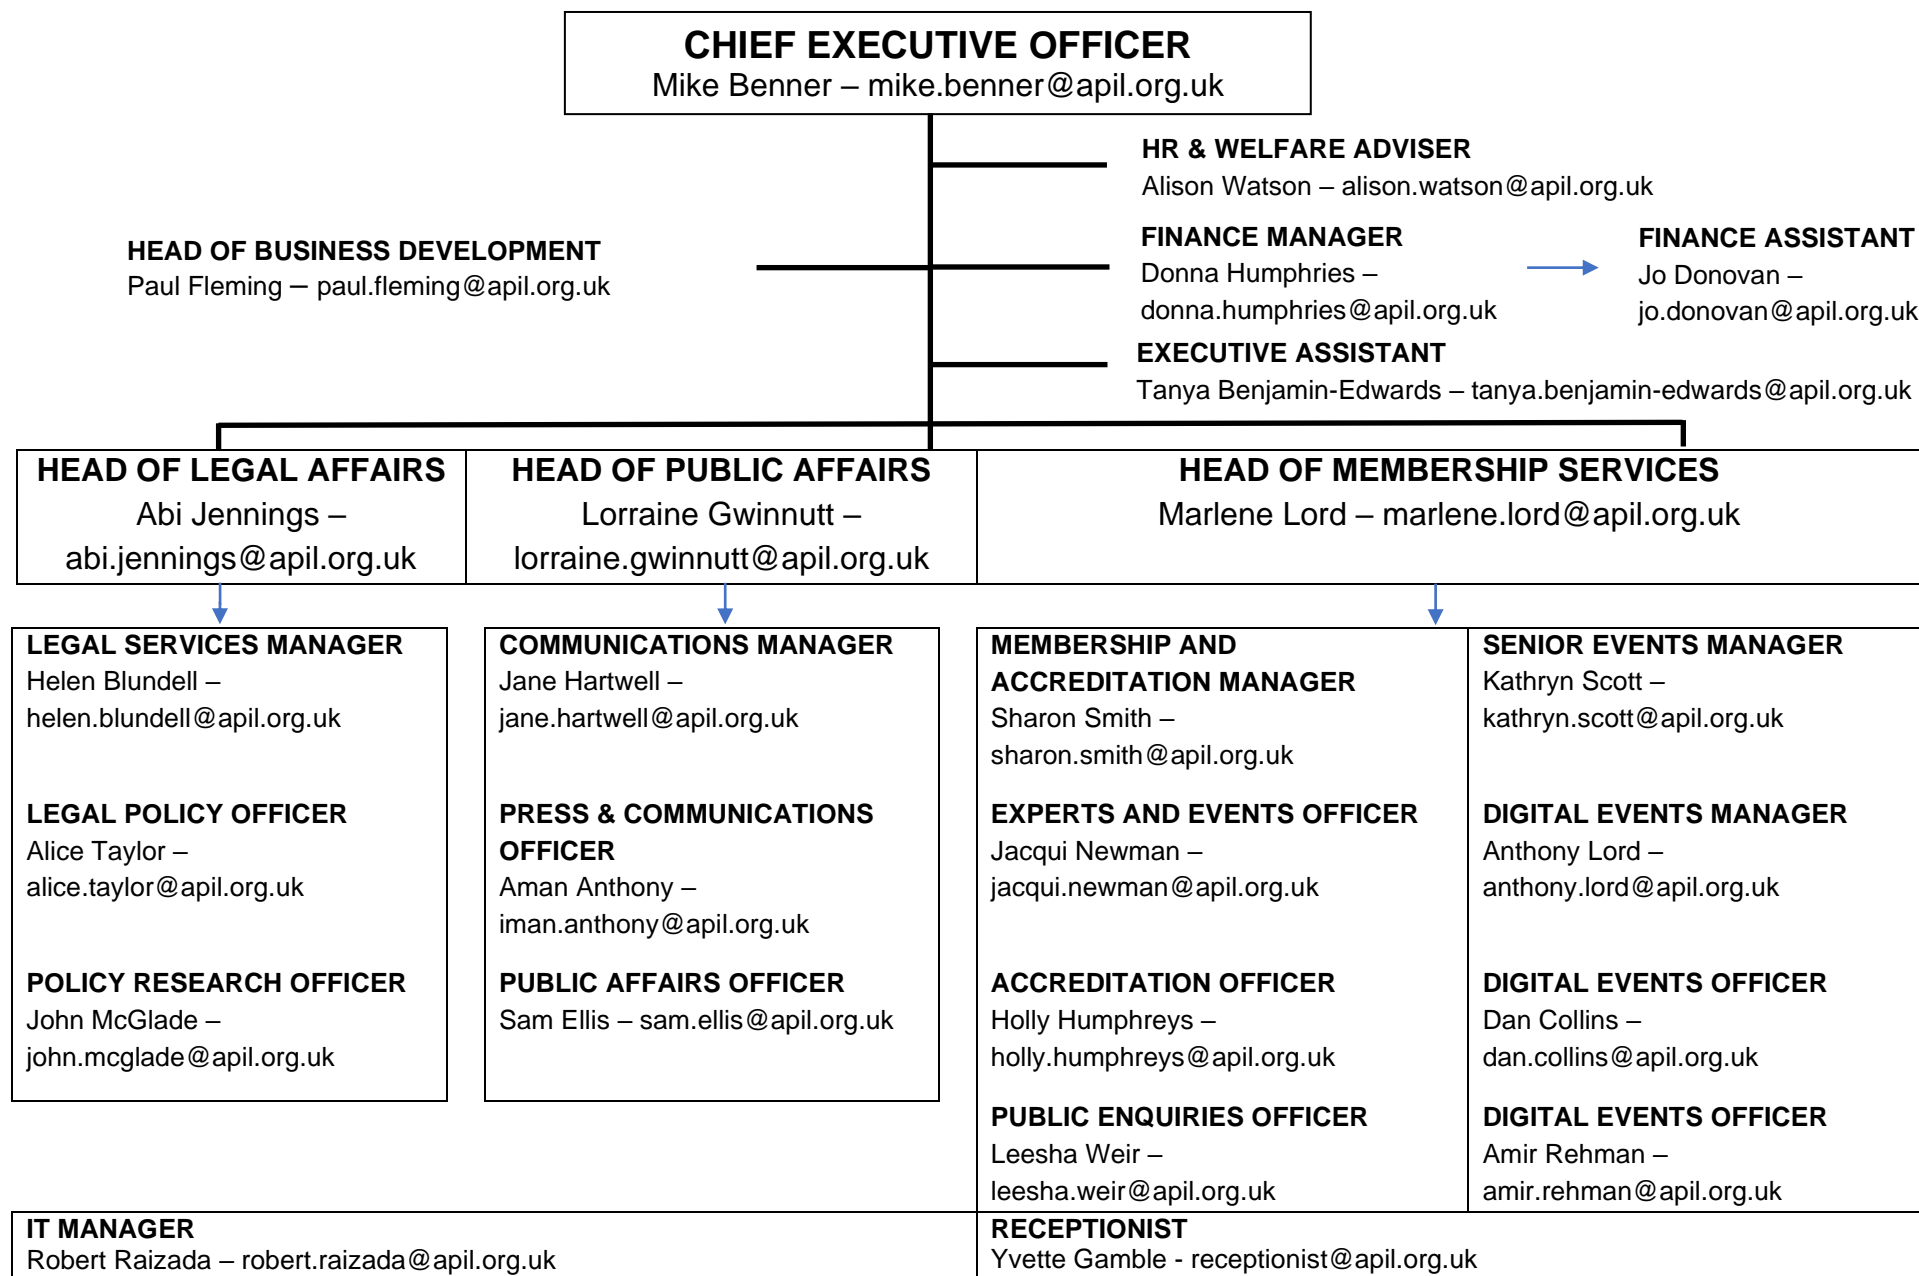 CHIEF EXECUTIVE OFFICER
Mike Benner – mike.benner@apil.org.uk
HR & WELFARE ADVISER
Alison Watson – alison.watson@apil.org.uk
HEAD OF BUSINESS DEVELOPMENT
Paul Fleming – paul.fleming@apil.org.uk
FINANCE MANAGER
Donna Humphries –
donna.humphries@apil.org.uk
FINANCE ASSISTANT
Jo Donovan –
jo.donovan@apil.org.uk
EXECUTIVE ASSISTANT
Tanya Benjamin-Edwards – tanya.benjamin-edwards@apil.org.uk
HEAD OF LEGAL AFFAIRS
Abi Jennings –
abi.jennings@apil.org.uk
HEAD OF PUBLIC AFFAIRS
Lorraine Gwinnutt –
lorraine.gwinnutt@apil.org.uk
HEAD OF MEMBERSHIP SERVICES
Marlene Lord – marlene.lord@apil.org.uk
LEGAL SERVICES MANAGER
Helen Blundell –
helen.blundell@apil.org.uk
LEGAL POLICY OFFICER
Alice Taylor –
alice.taylor@apil.org.uk
POLICY RESEARCH OFFICER
John McGlade –
john.mcglade@apil.org.uk
COMMUNICATIONS MANAGER
Jane Hartwell –
jane.hartwell@apil.org.uk
PRESS & COMMUNICATIONS
OFFICER
Aman Anthony –
iman.anthony@apil.org.uk
PUBLIC AFFAIRS OFFICER
Sam Ellis – sam.ellis@apil.org.uk
MEMBERSHIP AND
ACCREDITATION MANAGER
Sharon Smith –
sharon.smith@apil.org.uk
EXPERTS AND EVENTS OFFICER
Jacqui Newman –
jacqui.newman@apil.org.uk
ACCREDITATION OFFICER
Holly Humphreys –
holly.humphreys@apil.org.uk
PUBLIC ENQUIRIES OFFICER
Leesha Weir –
leesha.weir@apil.org.uk
SENIOR EVENTS MANAGER
Kathryn Scott –
kathryn.scott@apil.org.uk
DIGITAL EVENTS MANAGER
Anthony Lord –
anthony.lord@apil.org.uk
DIGITAL EVENTS OFFICER
Dan Collins –
dan.collins@apil.org.uk
DIGITAL EVENTS OFFICER
Amir Rehman –
amir.rehman@apil.org.uk
IT MANAGER
Robert Raizada – robert.raizada@apil.org.uk
RECEPTIONIST
Yvette Gamble - receptionist@apil.org.uk